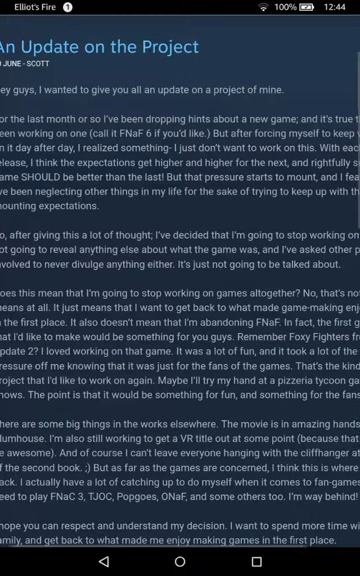 Elliot's Fire 1 100% 12:44
An Update on the Project
JUNE - SCOTT
ey guys, I wanted to give you all an update on a project of mine.
or the last month or so I've been dropping hints about a new game; and it's true t
een working on one (call it FNaF 6 if you'd like.) But after forcing myself to keep w
n it day after day, I realized something- I just don't want to work on this. With eac
elease, I think the expectations get higher and higher for the next, and rightfully s
ame SHOULD be better than the last! But that pressure starts to mount, and I fea
ve been neglecting other things in my life for the sake of trying to keep up with th
mounting expectations.
o, after giving this a lot of thought; I've decided that I'm going to stop working on
ot going to reveal anything else about what the game was, and I've asked other p
nvolved to never divulge anything either. It's just not going to be talked about.
oes this mean that I'm going to stop working on games altogether? No, that's no
eans at all. It just means that I want to get back to what made game-making enj
n the first place. It also doesn't mean that I'm abandoning FNaF. In fact, the first g
hat I'd like to make would be something for you guys. Remember Foxy Fighters fr
pdate 2? I loved working on that game. It was a lot of fun, and it took a lot of the
ressure off me knowing that it was just for the fans of the games. That's the kind
roject that I'd like to work on again. Maybe I'll try my hand at a pizzeria tycoon ga
nows. The point is that it would be something for fun, and something for the fans
here are some big things in the works elsewhere. The movie is in amazing hands
lumhouse. I'm also still working to get a VR title out at some point (because that
e awesome). And of course I can't leave everyone hanging with the cliffhanger at
f the second book. ;) But as far as the games are concerned, I think this is where
ack. I actually have a lot of catching up to do myself when it comes to fan-games
eed to play FNaC 3, TJOC, Popgoes, ONaF, and some others too. I'm way behind!
hope you can respect and understand my decision. I want to spend more time wi
amily, and get back to what made me enjoy making games in the first place.